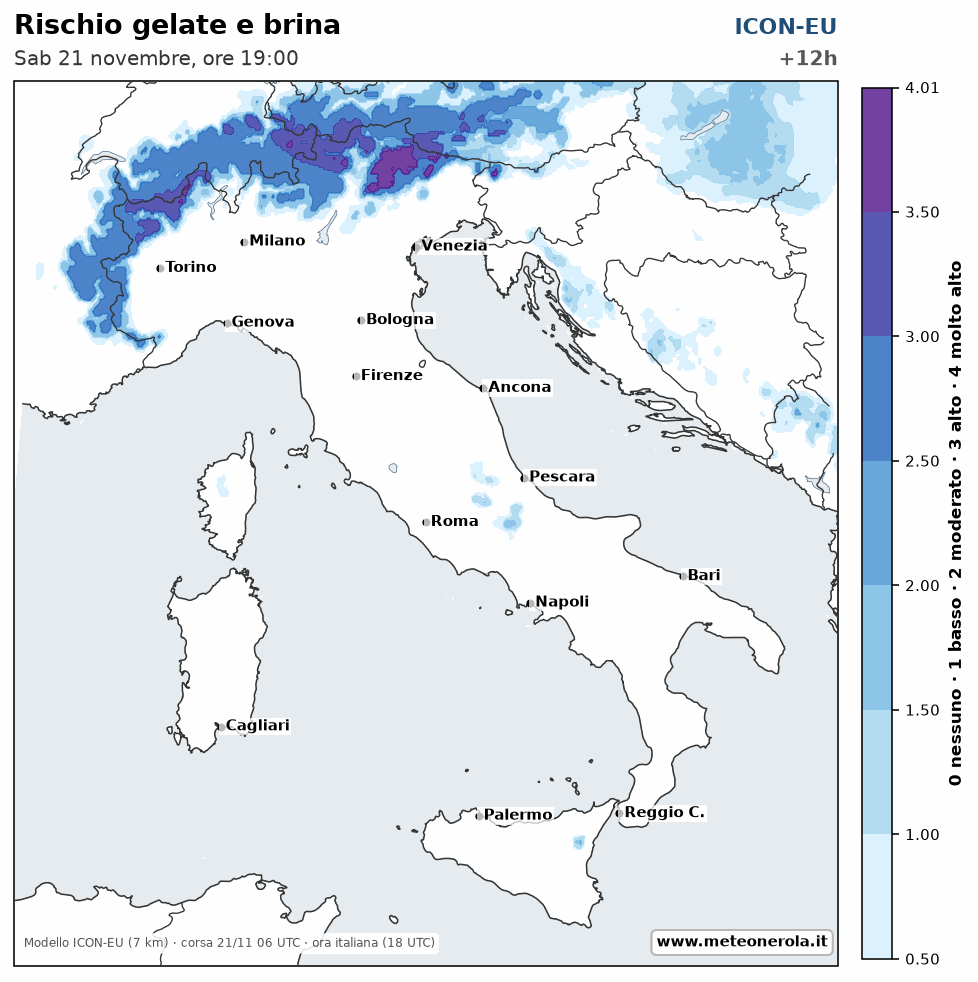 Rischio gelate e brina
ICON-EU
Sab 21 novembre, ore 19:00
+12h
Milano
Venezia
Torino
Genova
Bologna
Firenze
Ancona
Pescara
Roma
Bari
Napoli
Cagliari
Palermo
Reggio C.
Modello ICON-EU (7 km) · corsa 21/11 06 UTC · ora italiana (18 UTC)
www.meteonerola.it
4.01
3.50
3.00
2.50
2.00
1.50
1.00
0.50
0 nessuno · 1 basso · 2 moderato · 3 alto · 4 molto alto